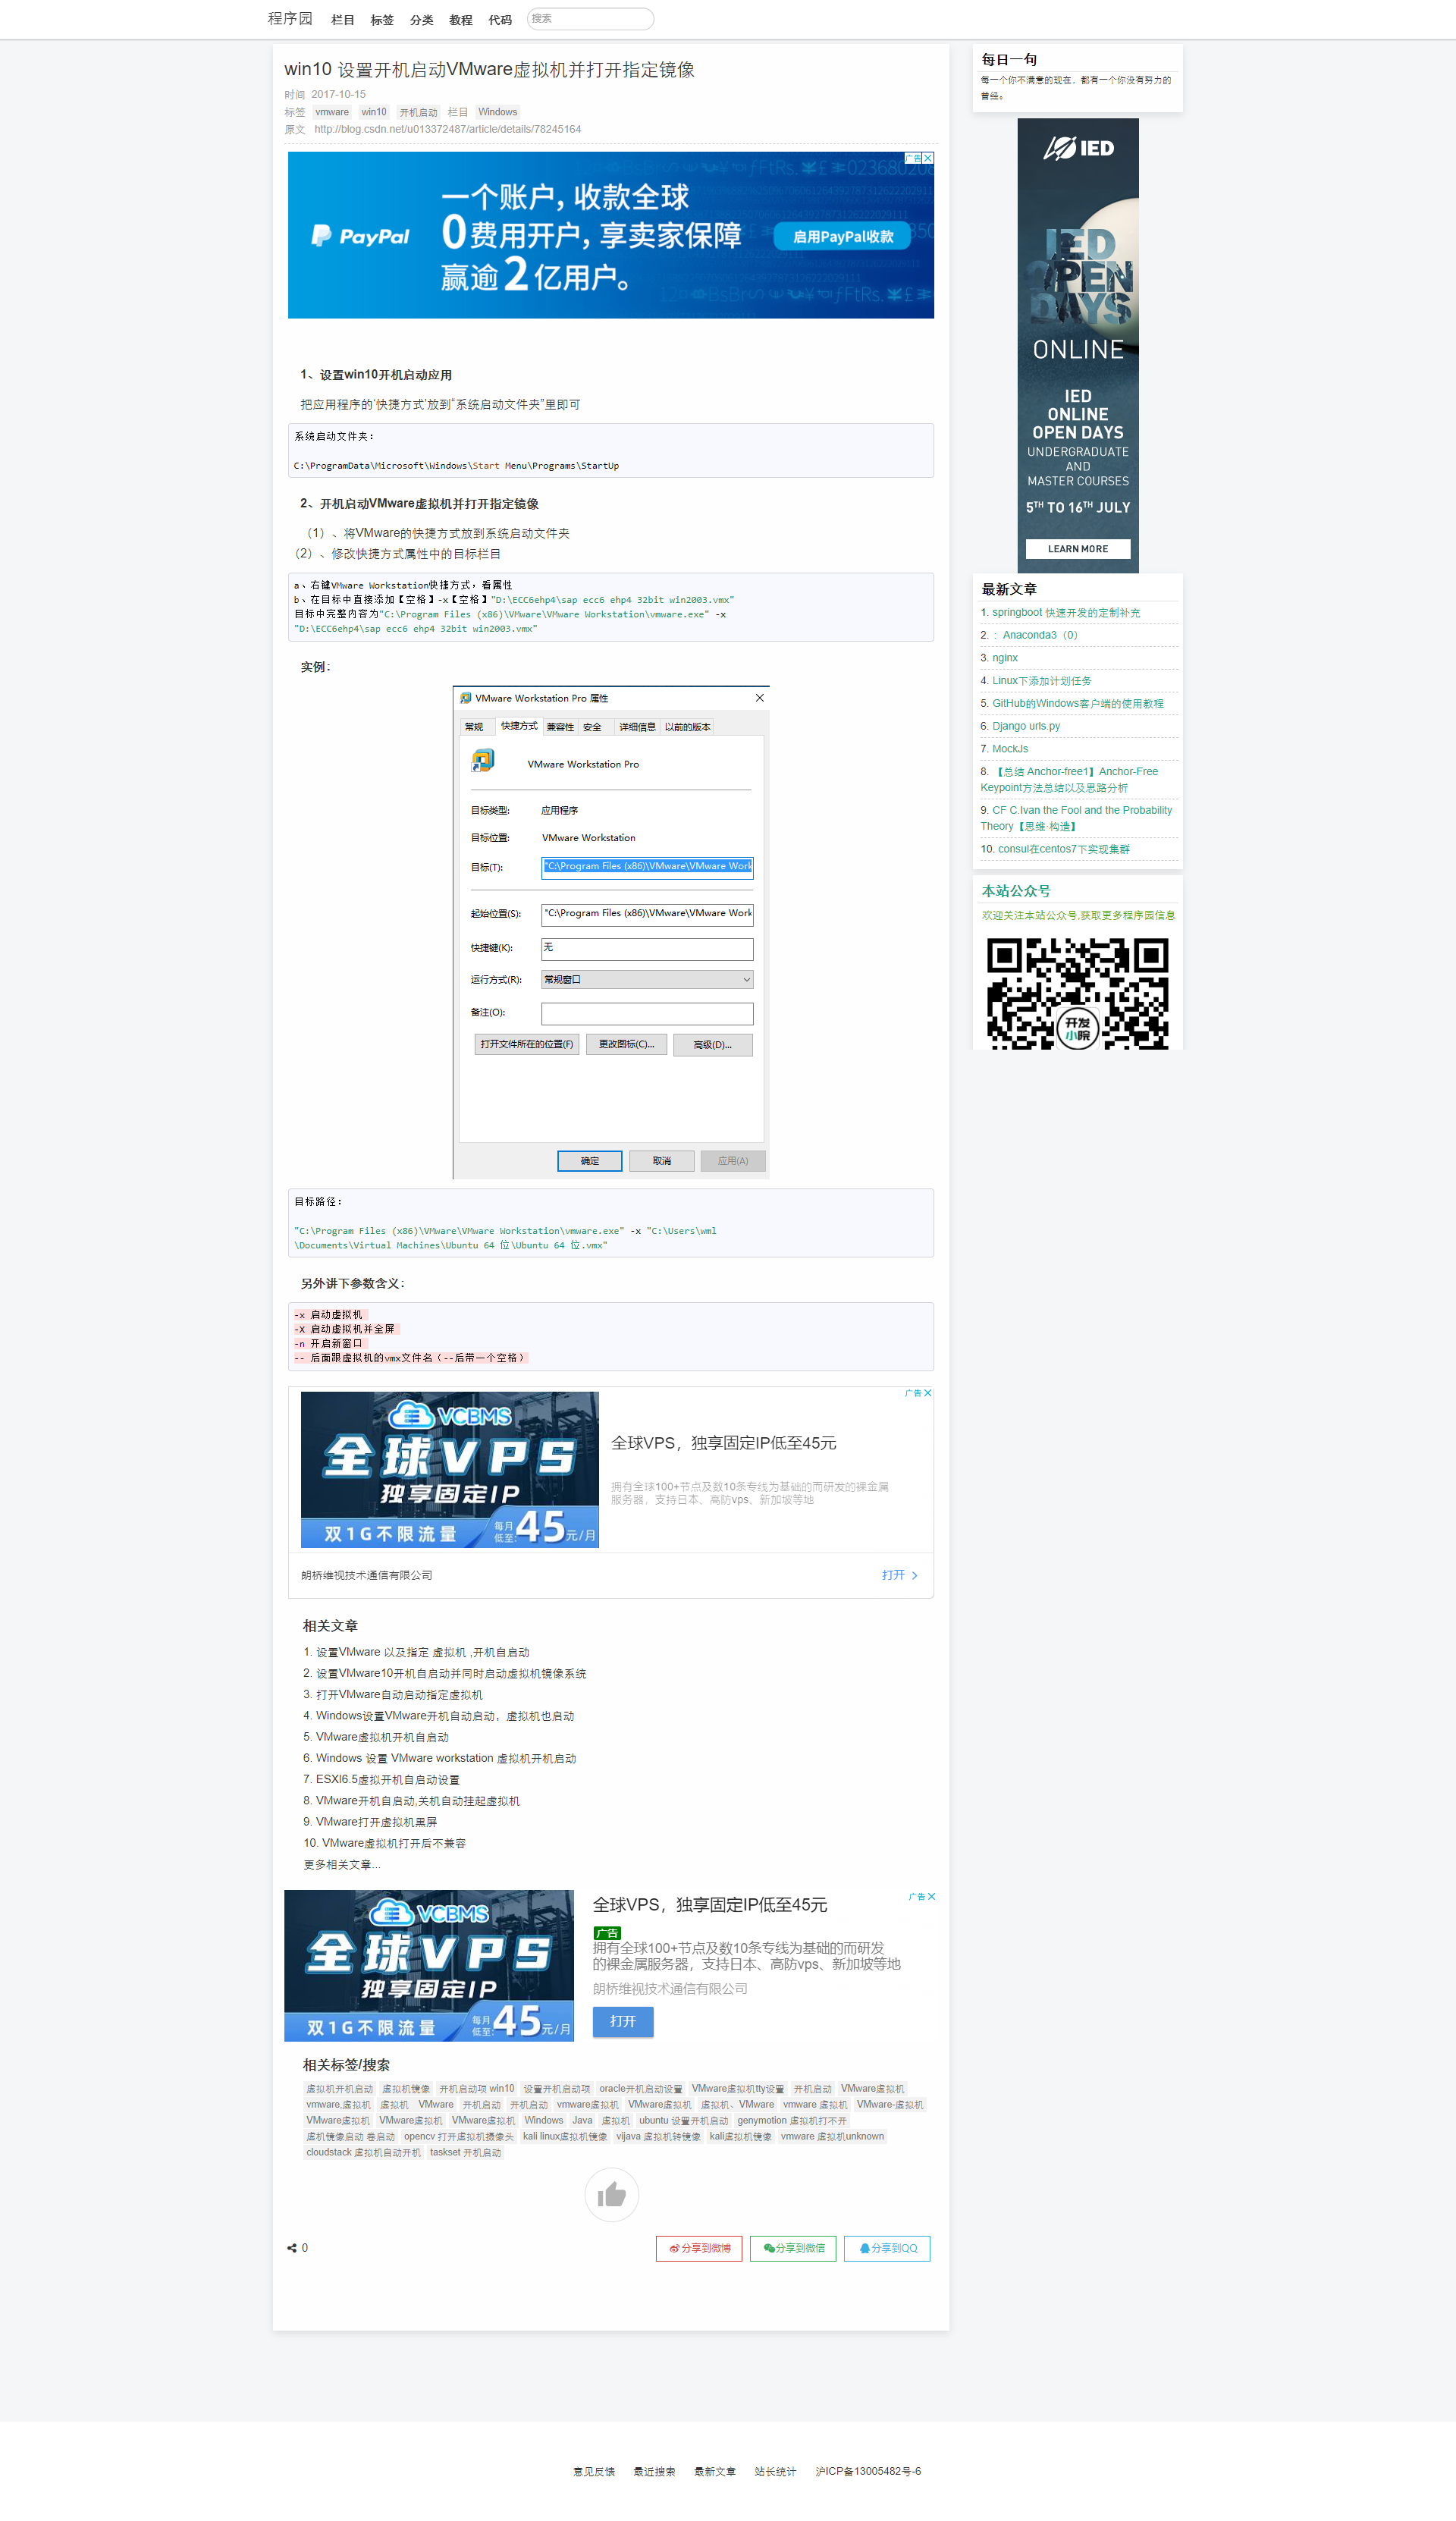 程序园 栏目 标签 分类 教程 代码 搜索
win10 设置开机启动VMware虚拟机并打开指定镜像
时间 2017-10-15
标签 vmware win10 开机启动 栏目 Windows
原文 http://blog.csdn.net/u013372487/article/details/78245164
广告
PayPal
一个账户，收款全球
0费用开户，享卖家保障
赢逾2亿用户。
启用PayPal收款
1、设置win10开机启动应用
把应用程序的‘快捷方式’放到“系统启动文件夹”里即可
系统启动文件夹：
C:\ProgramData\Microsoft\Windows\Start Menu\Programs\StartUp
2、开机启动VMware虚拟机并打开指定镜像
（1）、将VMware的快捷方式放到系统启动文件夹
（2）、修改快捷方式属性中的目标栏目
a、右键VMware Workstation快捷方式，看属性
b、在目标中直接添加【空格】-x【空格】"D:\ECC6ehp4\sap ecc6 ehp4 32bit win2003.vmx"
目标中完整内容为"C:\Program Files (x86)\VMware\VMware Workstation\vmware.exe" -x
"D:\ECC6ehp4\sap ecc6 ehp4 32bit win2003.vmx"
实例：
VMware Workstation Pro 属性
常规 快捷方式 兼容性 安全 详细信息 以前的版本
VMware Workstation Pro
目标类型: 应用程序
目标位置: VMware Workstation
目标(T): "C:\Program Files (x86)\VMware\VMware Work
起始位置(S): "C:\Program Files (x86)\VMware\VMware Work
快捷键(K): 无
运行方式(R): 常规窗口
备注(O):
打开文件所在的位置(F) 更改图标(C)... 高级(D)...
确定 取消 应用(A)
目标路径：
"C:\Program Files (x86)\VMware\VMware Workstation\vmware.exe" -x "C:\Users\wml
\Documents\Virtual Machines\Ubuntu 64 位\Ubuntu 64 位.vmx"
另外讲下参数含义：
-x 启动虚拟机
-X 启动虚拟机并全屏
-n 开启新窗口
-- 后面跟虚拟机的vmx文件名（--后带一个空格）
广告
VCBMS
全球VPS
独享固定IP
双1G不限流量 每月低至:45元/月
全球VPS，独享固定IP低至45元
拥有全球100+节点及数10条专线为基础的而研发的裸金属
服务器，支持日本、高防vps、新加坡等地
朗桥维视技术通信有限公司 打开
相关文章
1. 设置VMware 以及指定 虚拟机 ,开机自启动
2. 设置VMware10开机自启动并同时启动虚拟机镜像系统
3. 打开VMware自动启动指定虚拟机
4. Windows设置VMware开机自动启动，虚拟机也启动
5. VMware虚拟机开机自启动
6. Windows 设置 VMware workstation 虚拟机开机启动
7. ESXI6.5虚拟开机自启动设置
8. VMware开机自启动,关机自动挂起虚拟机
9. VMware打开虚拟机黑屏
10. VMware虚拟机打开后不兼容
更多相关文章...
VCBMS
全球VPS
独享固定IP
双1G不限流量 每月低至:45元/月
广告
全球VPS，独享固定IP低至45元
广告
拥有全球100+节点及数10条专线为基础的而研发
的裸金属服务器，支持日本、高防vps、新加坡等地
朗桥维视技术通信有限公司
打开
相关标签/搜索
虚拟机开机启动 虚拟机镜像 开机启动项 win10 设置开机启动项 oracle开机启动设置 VMware虚拟机tty设置 开机启动 VMware虚拟机
vmware,虚拟机 虚拟机 VMware 开机启动 开机启动 vmware虚拟机 VMware虚拟机 虚拟机、VMware vmware 虚拟机 VMware-虚拟机
VMware虚拟机 VMware虚拟机 VMware虚拟机 Windows Java 虚拟机 ubuntu 设置开机启动 genymotion 虚拟机打不开
虚机镜像启动 卷启动 opencv 打开虚拟机摄像头 kali linux虚拟机镜像 vijava 虚拟机转镜像 kali虚拟机镜像 vmware 虚拟机unknown
cloudstack 虚拟机自动开机 taskset 开机启动
0 分享到微博 分享到微信 分享到QQ
每日一句
每一个你不满意的现在，都有一个你没有努力的
曾经。
IED
IED
OPEN
DAYS
ONLINE
IED
ONLINE
OPEN DAYS
UNDERGRADUATE
AND
MASTER COURSES
5TH TO 16TH JULY
LEARN MORE
最新文章
1. springboot 快速开发的定制补充
2. ：Anaconda3（0）
3. nginx
4. Linux下添加计划任务
5. GitHub的Windows客户端的使用教程
6. Django urls.py
7. MockJs
8. 【总结 Anchor-free1】Anchor-Free
Keypoint方法总结以及思路分析
9. CF C.Ivan the Fool and the Probability
Theory【思维·构造】
10. consul在centos7下实现集群
本站公众号
欢迎关注本站公众号,获取更多程序园信息
开发
小院
意见反馈 最近搜索 最新文章 站长统计 沪ICP备13005482号-6